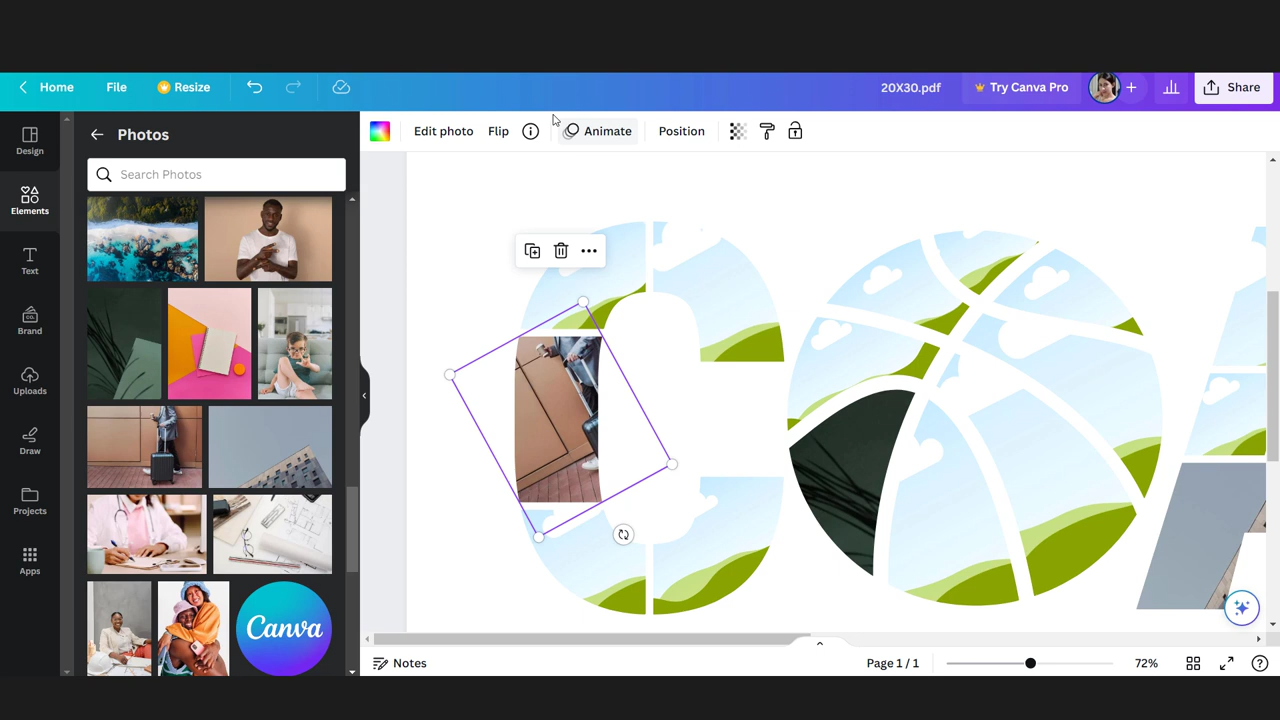 Home File Resize 20X30.pdf Try Canva Pro + Share
Design
Elements
Text
Brand
Uploads
Draw
Projects
Apps
Photos
Search Photos
Canva
Edit photo Flip Animate Position
Notes Page 1 / 1 72%